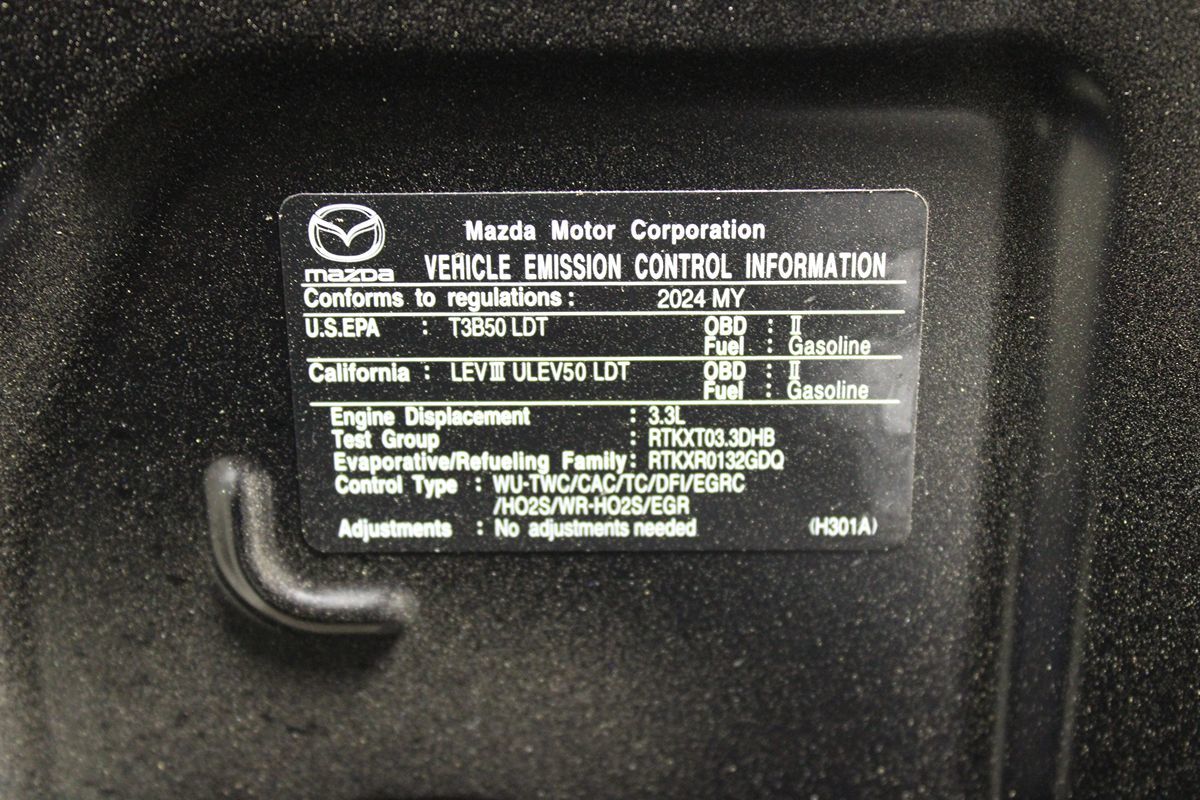 mazda
Mazda Motor Corporation
VEHICLE EMISSION CONTROL INFORMATION
Conforms to regulations : 2024 MY
U.S.EPA : T3B50 LDT OBD : Ⅱ
Fuel : Gasoline
California : LEVⅢ ULEV50 LDT OBD : Ⅱ
Fuel : Gasoline
Engine Displacement : 3.3L
Test Group : RTKXT03.3DHB
Evaporative/Refueling Family : RTKXR0132GDQ
Control Type : WU-TWC/CAC/TC/DFI/EGRC
/HO2S/WR-HO2S/EGR
Adjustments : No adjustments needed (H301A)